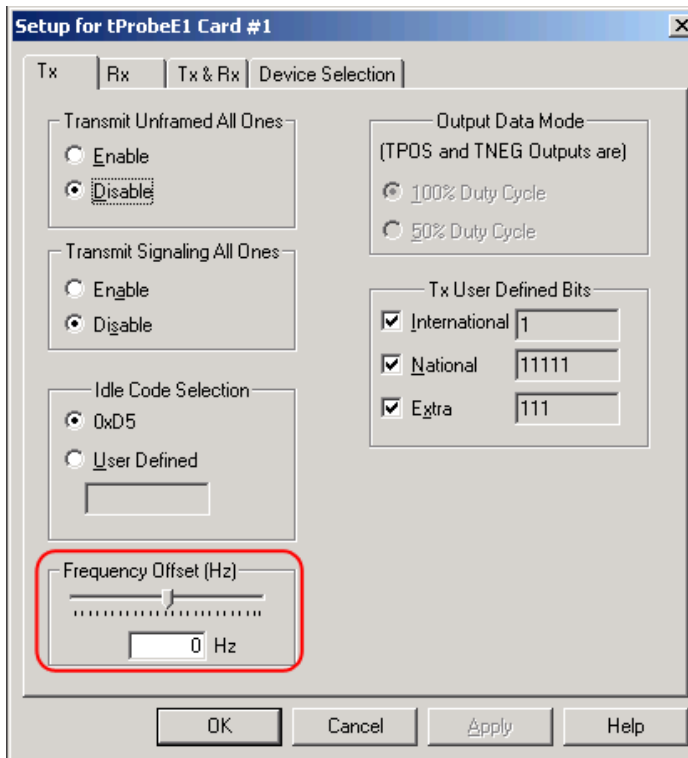 Setup for tProbeE1 Card #1
Tx
Rx
Tx & Rx
Device Selection
Transmit Unframed All Ones
Enable
Disable
Transmit Signaling All Ones
Enable
Disable
Idle Code Selection
0xD5
User Defined
Frequency Offset (Hz)
0 Hz
Output Data Mode
(TPOS and TNEG Outputs are)
100% Duty Cycle
50% Duty Cycle
Tx User Defined Bits
International 1
National 11111
Extra 111
OK
Cancel
Apply
Help